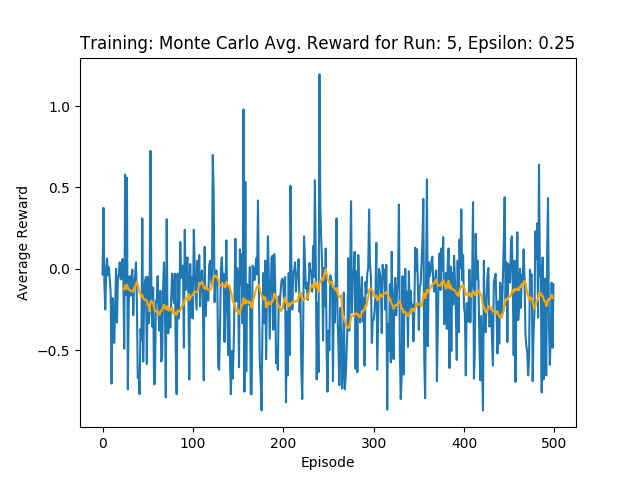 Training: Monte Carlo Avg. Reward for Run: 5, Epsilon: 0.25
1.0
0.5
0.0
−0.5
Average Reward
0 100 200 300 400 500
Episode